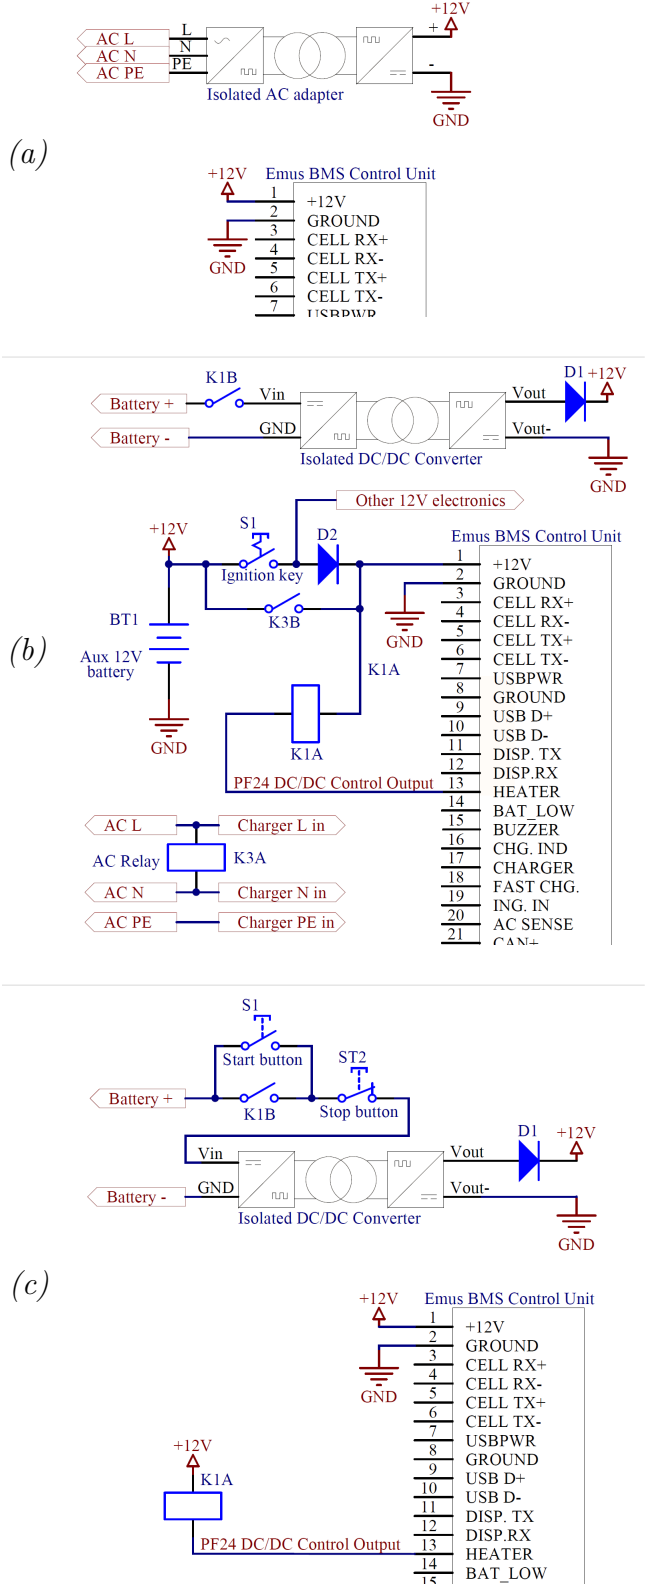 +12V
AC L
L
+
AC N
N
AC PE
PE
-
Isolated AC adapter
GND
(a)
+12V
Emus BMS Control Unit
1
+12V
2
GROUND
3
CELL RX+
GND
4
CELL RX-
5
CELL TX+
6
CELL TX-
7
USBPWR
K1B
D1
+12V
Battery +
Vin
Vout
Battery -
GND
Vout-
Isolated DC/DC Converter
GND
Other 12V electronics
S1
+12V
D2
Emus BMS Control Unit
Ignition key
K3B
BT1
Aux 12V
battery
GND
K1A
K1A
PF24 DC/DC Control Output
GND
1
+12V
2
GROUND
3
CELL RX+
4
CELL RX-
5
CELL TX+
6
CELL TX-
7
USBPWR
8
GROUND
9
USB D+
10
USB D-
11
DISP. TX
12
DISP.RX
13
HEATER
14
BAT_LOW
15
BUZZER
16
CHG. IND
17
CHARGER
18
FAST CHG.
19
ING. IN
20
AC SENSE
21
CAN+
(b)
AC L
Charger L in
AC Relay
K3A
AC N
Charger N in
AC PE
Charger PE in
S1
Start button
ST2
Battery +
K1B
Stop button
D1
+12V
Vin
Vout
Battery -
GND
Vout-
Isolated DC/DC Converter
GND
(c)
+12V
Emus BMS Control Unit
1
+12V
2
GROUND
3
CELL RX+
GND
4
CELL RX-
5
CELL TX+
6
CELL TX-
7
USBPWR
8
GROUND
9
USB D+
10
USB D-
11
DISP. TX
12
DISP.RX
13
HEATER
14
BAT_LOW
15
+12V
K1A
PF24 DC/DC Control Output